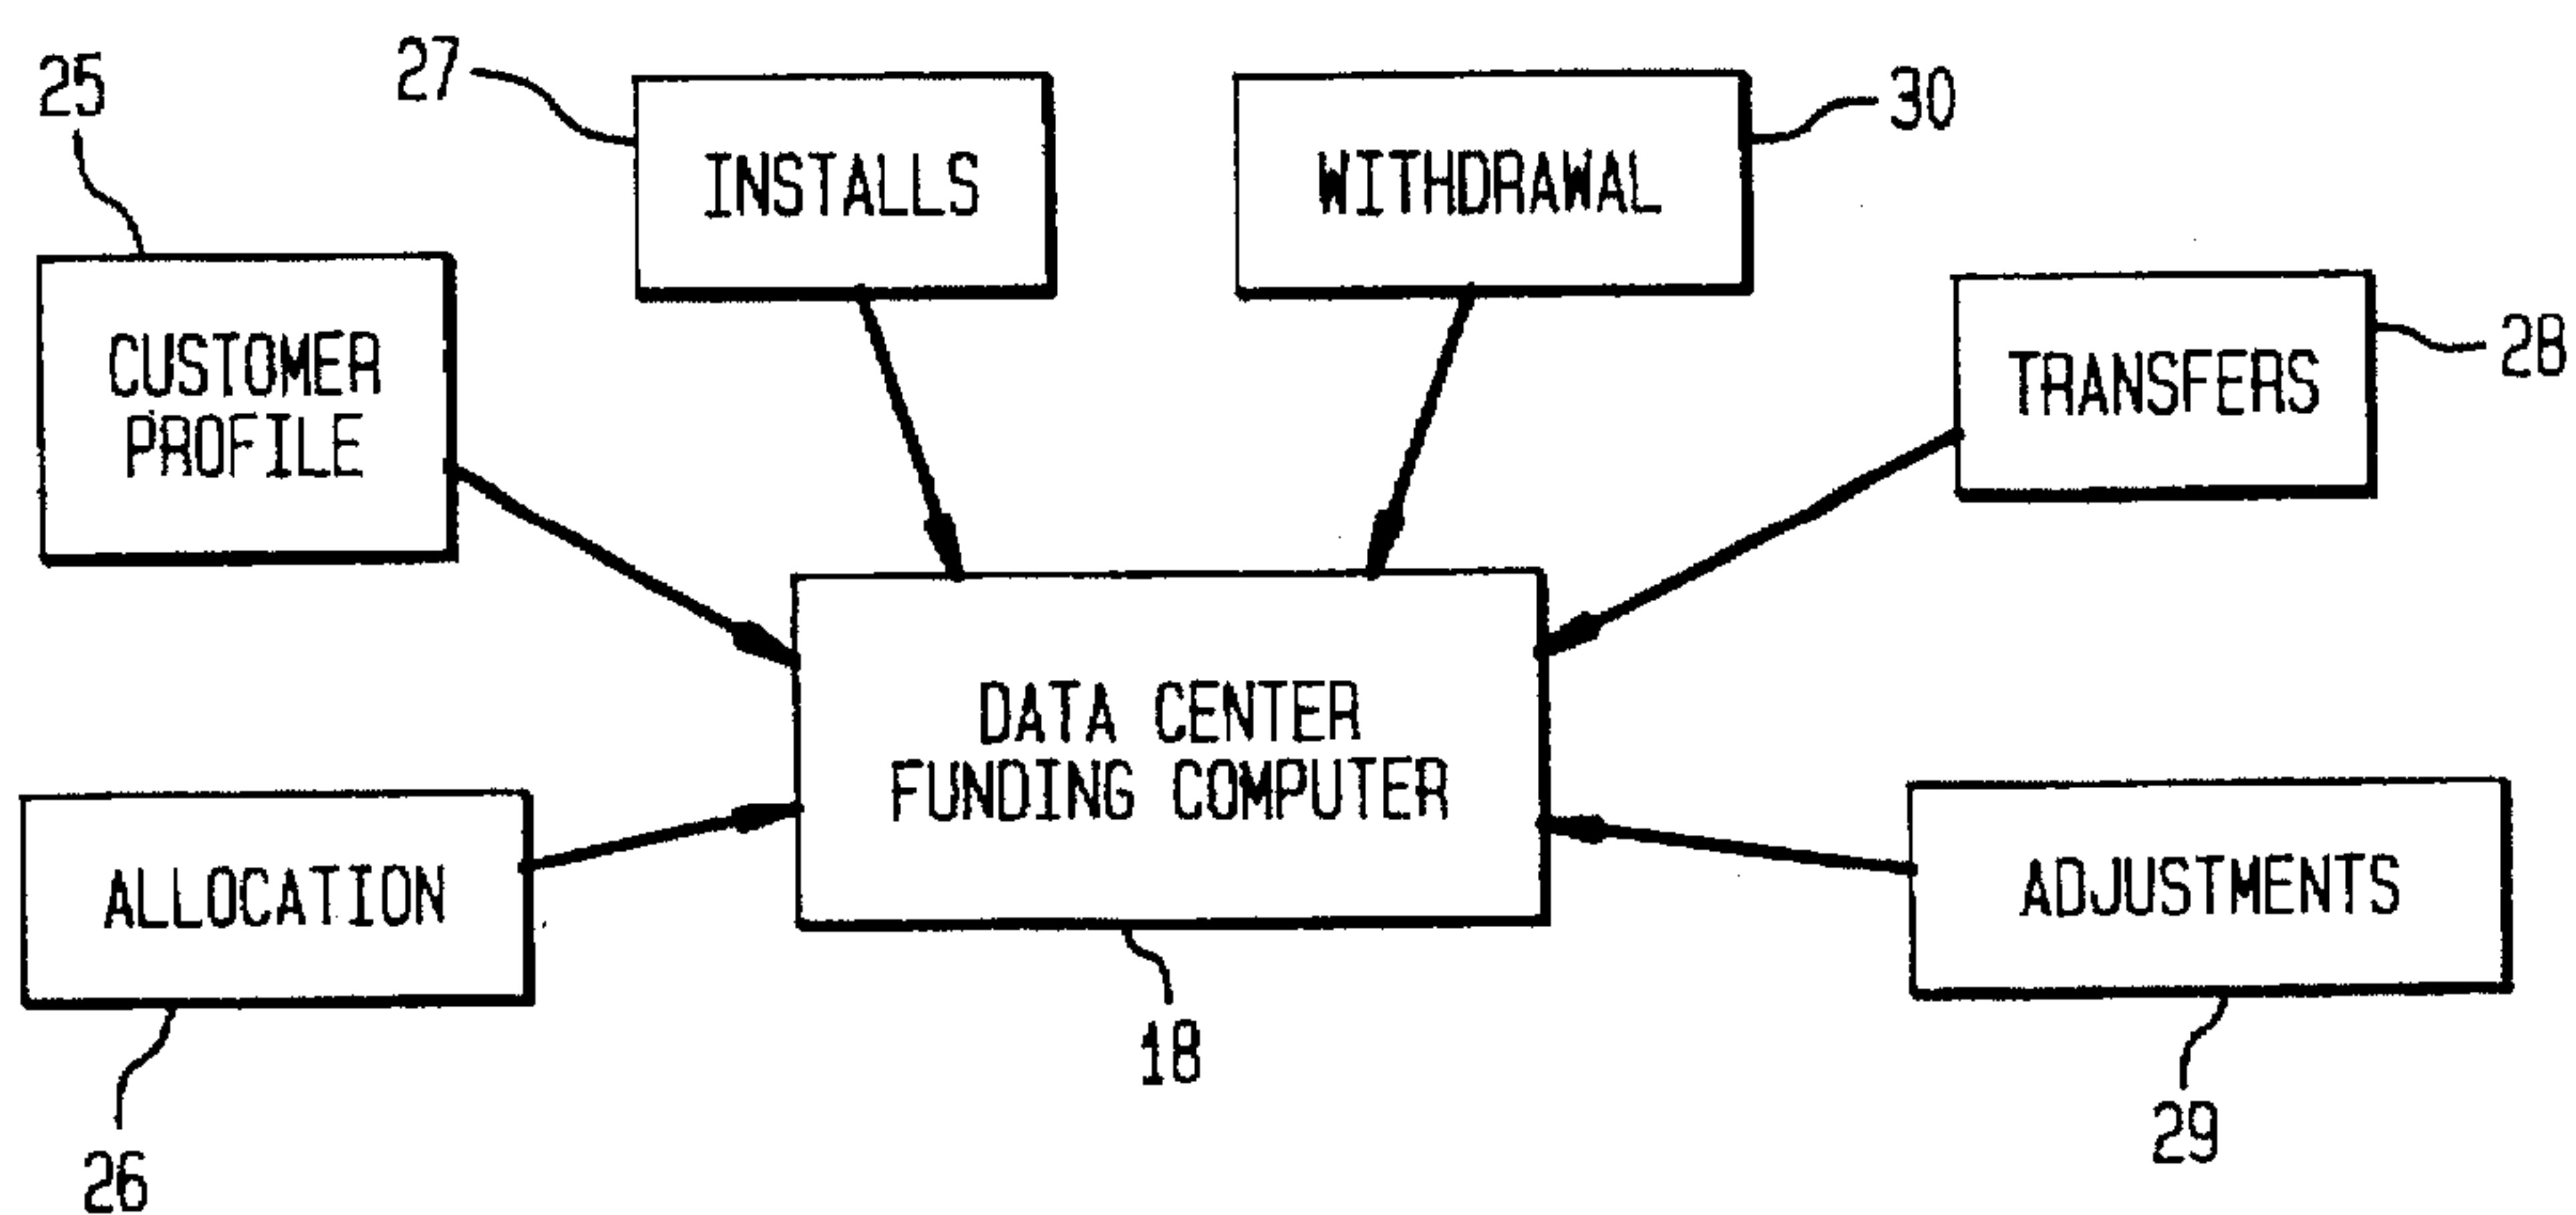 25
27
INSTALLS
WITHDRAWAL
30
CUSTOMER
PROFILE
TRANSFERS
28
DATA CENTER
FUNDING COMPUTER
ALLOCATION
ADJUSTMENTS
26
18
29